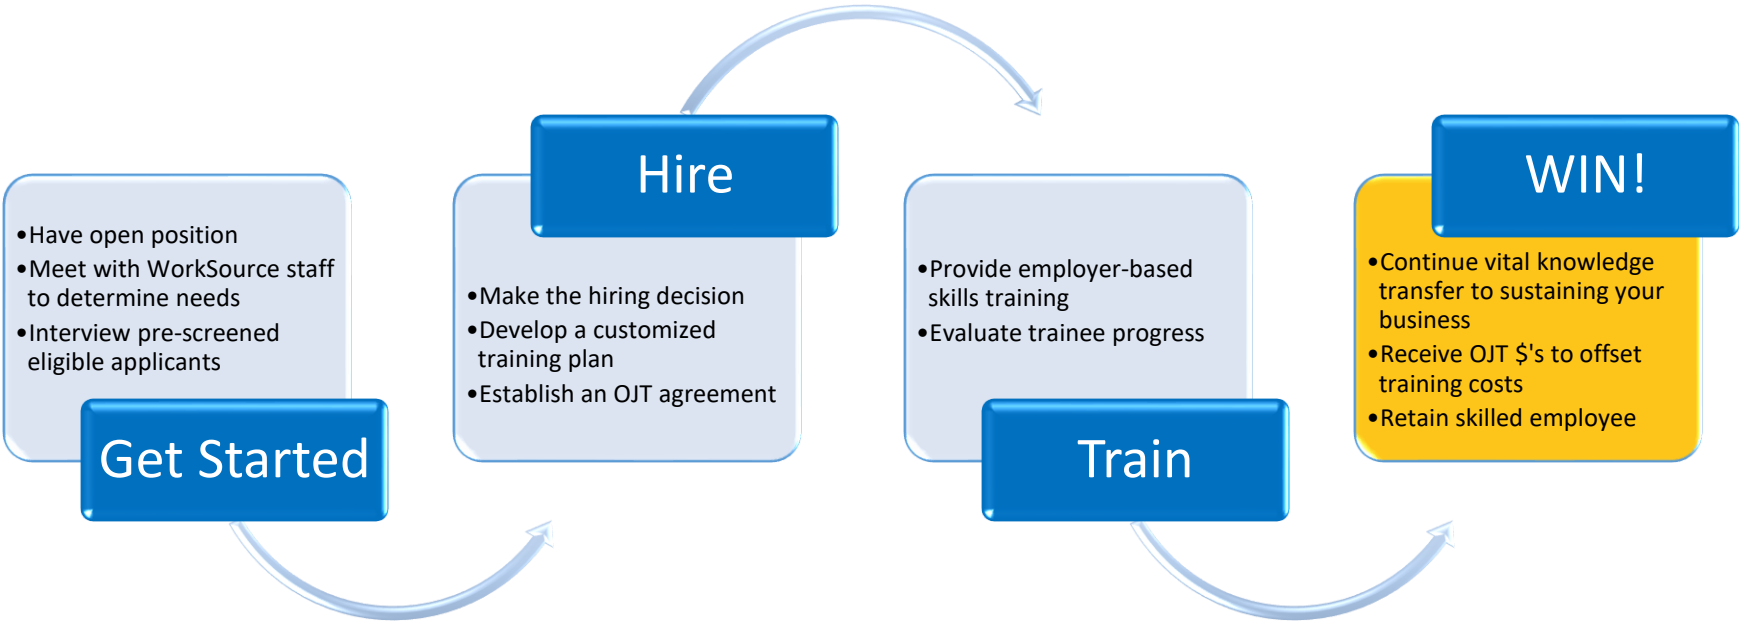 •Have open position
•Meet with WorkSource staff
to determine needs
•Interview pre-screened
eligible applicants
Get Started
Hire
•Make the hiring decision
•Develop a customized
training plan
•Establish an OJT agreement
•Provide employer-based
skills training
•Evaluate trainee progress
Train
WIN!
•Continue vital knowledge
transfer to sustaining your
business
•Receive OJT $'s to offset
training costs
•Retain skilled employee